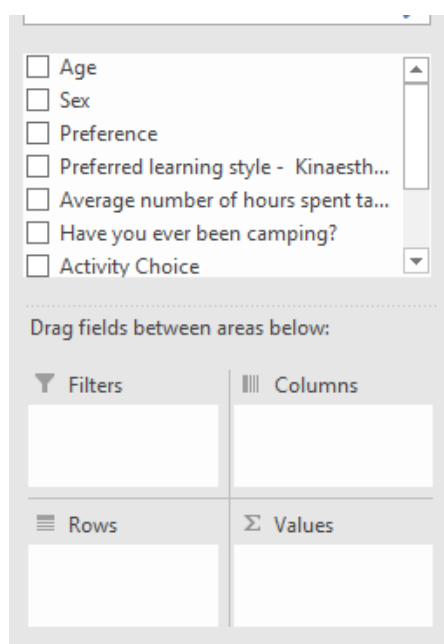 Age
Sex
Preference
Preferred learning style - Kinaesth...
Average number of hours spent ta...
Have you ever been camping?
Activity Choice
Drag fields between areas below:
Filters
Columns
Rows
Σ Values